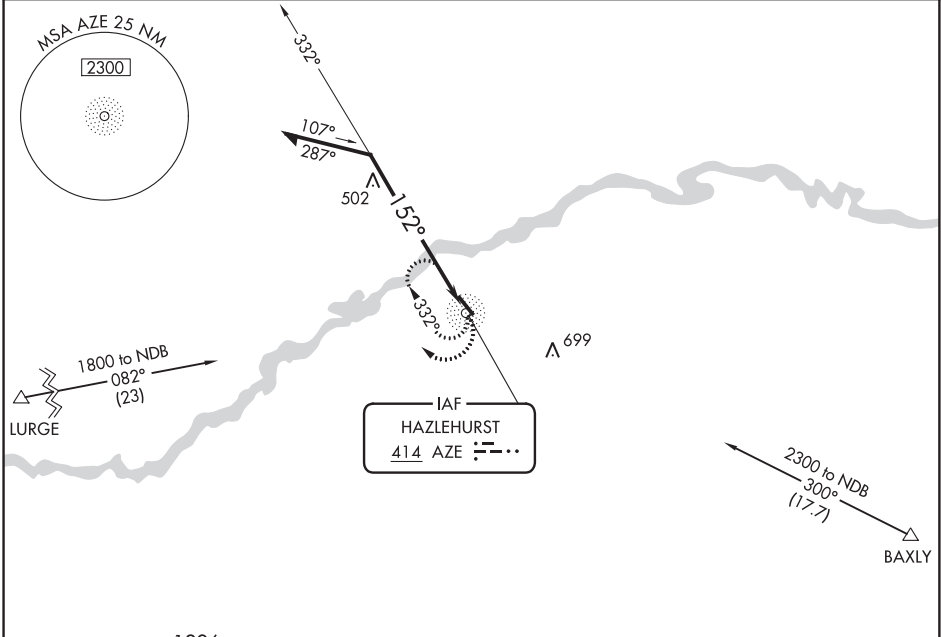 MSA AZE 25 NM
2300
332°
107°
287°
502
152°
332°
699
1800 to NDB
082°
(23)
LURGE
IAF
HAZLEHURST
414 AZE
2300 to NDB
300°
(17.7)
BAXLY